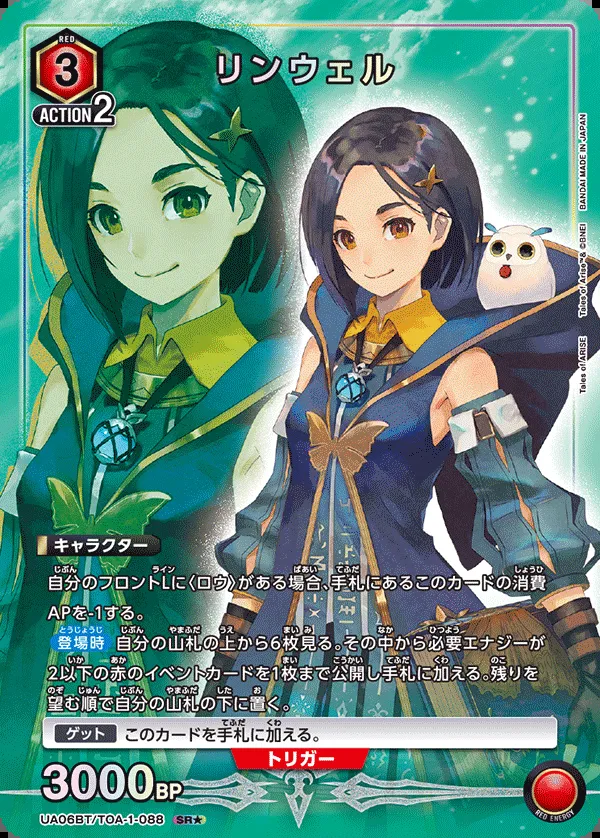 RED
3
ACTION2
リンウェル
BANDAI MADE IN JAPAN
Tales of Arise™& ©BNEI
Tales of ARISE
キャラクター
自分のフロントLに〈ロウ〉がある場合、手札にあるこのカードの消費
APを-1する。
登場時 自分の山札の上から6枚見る。その中から必要エナジーが
2以下の赤のイベントカードを1枚まで公開し手札に加える。残りを
望む順で自分の山札の下に置く。
ゲット このカードを手札に加える。
トリガー
3000BP
UA06BT/TOA-1-088 SR★
RED ENERGY